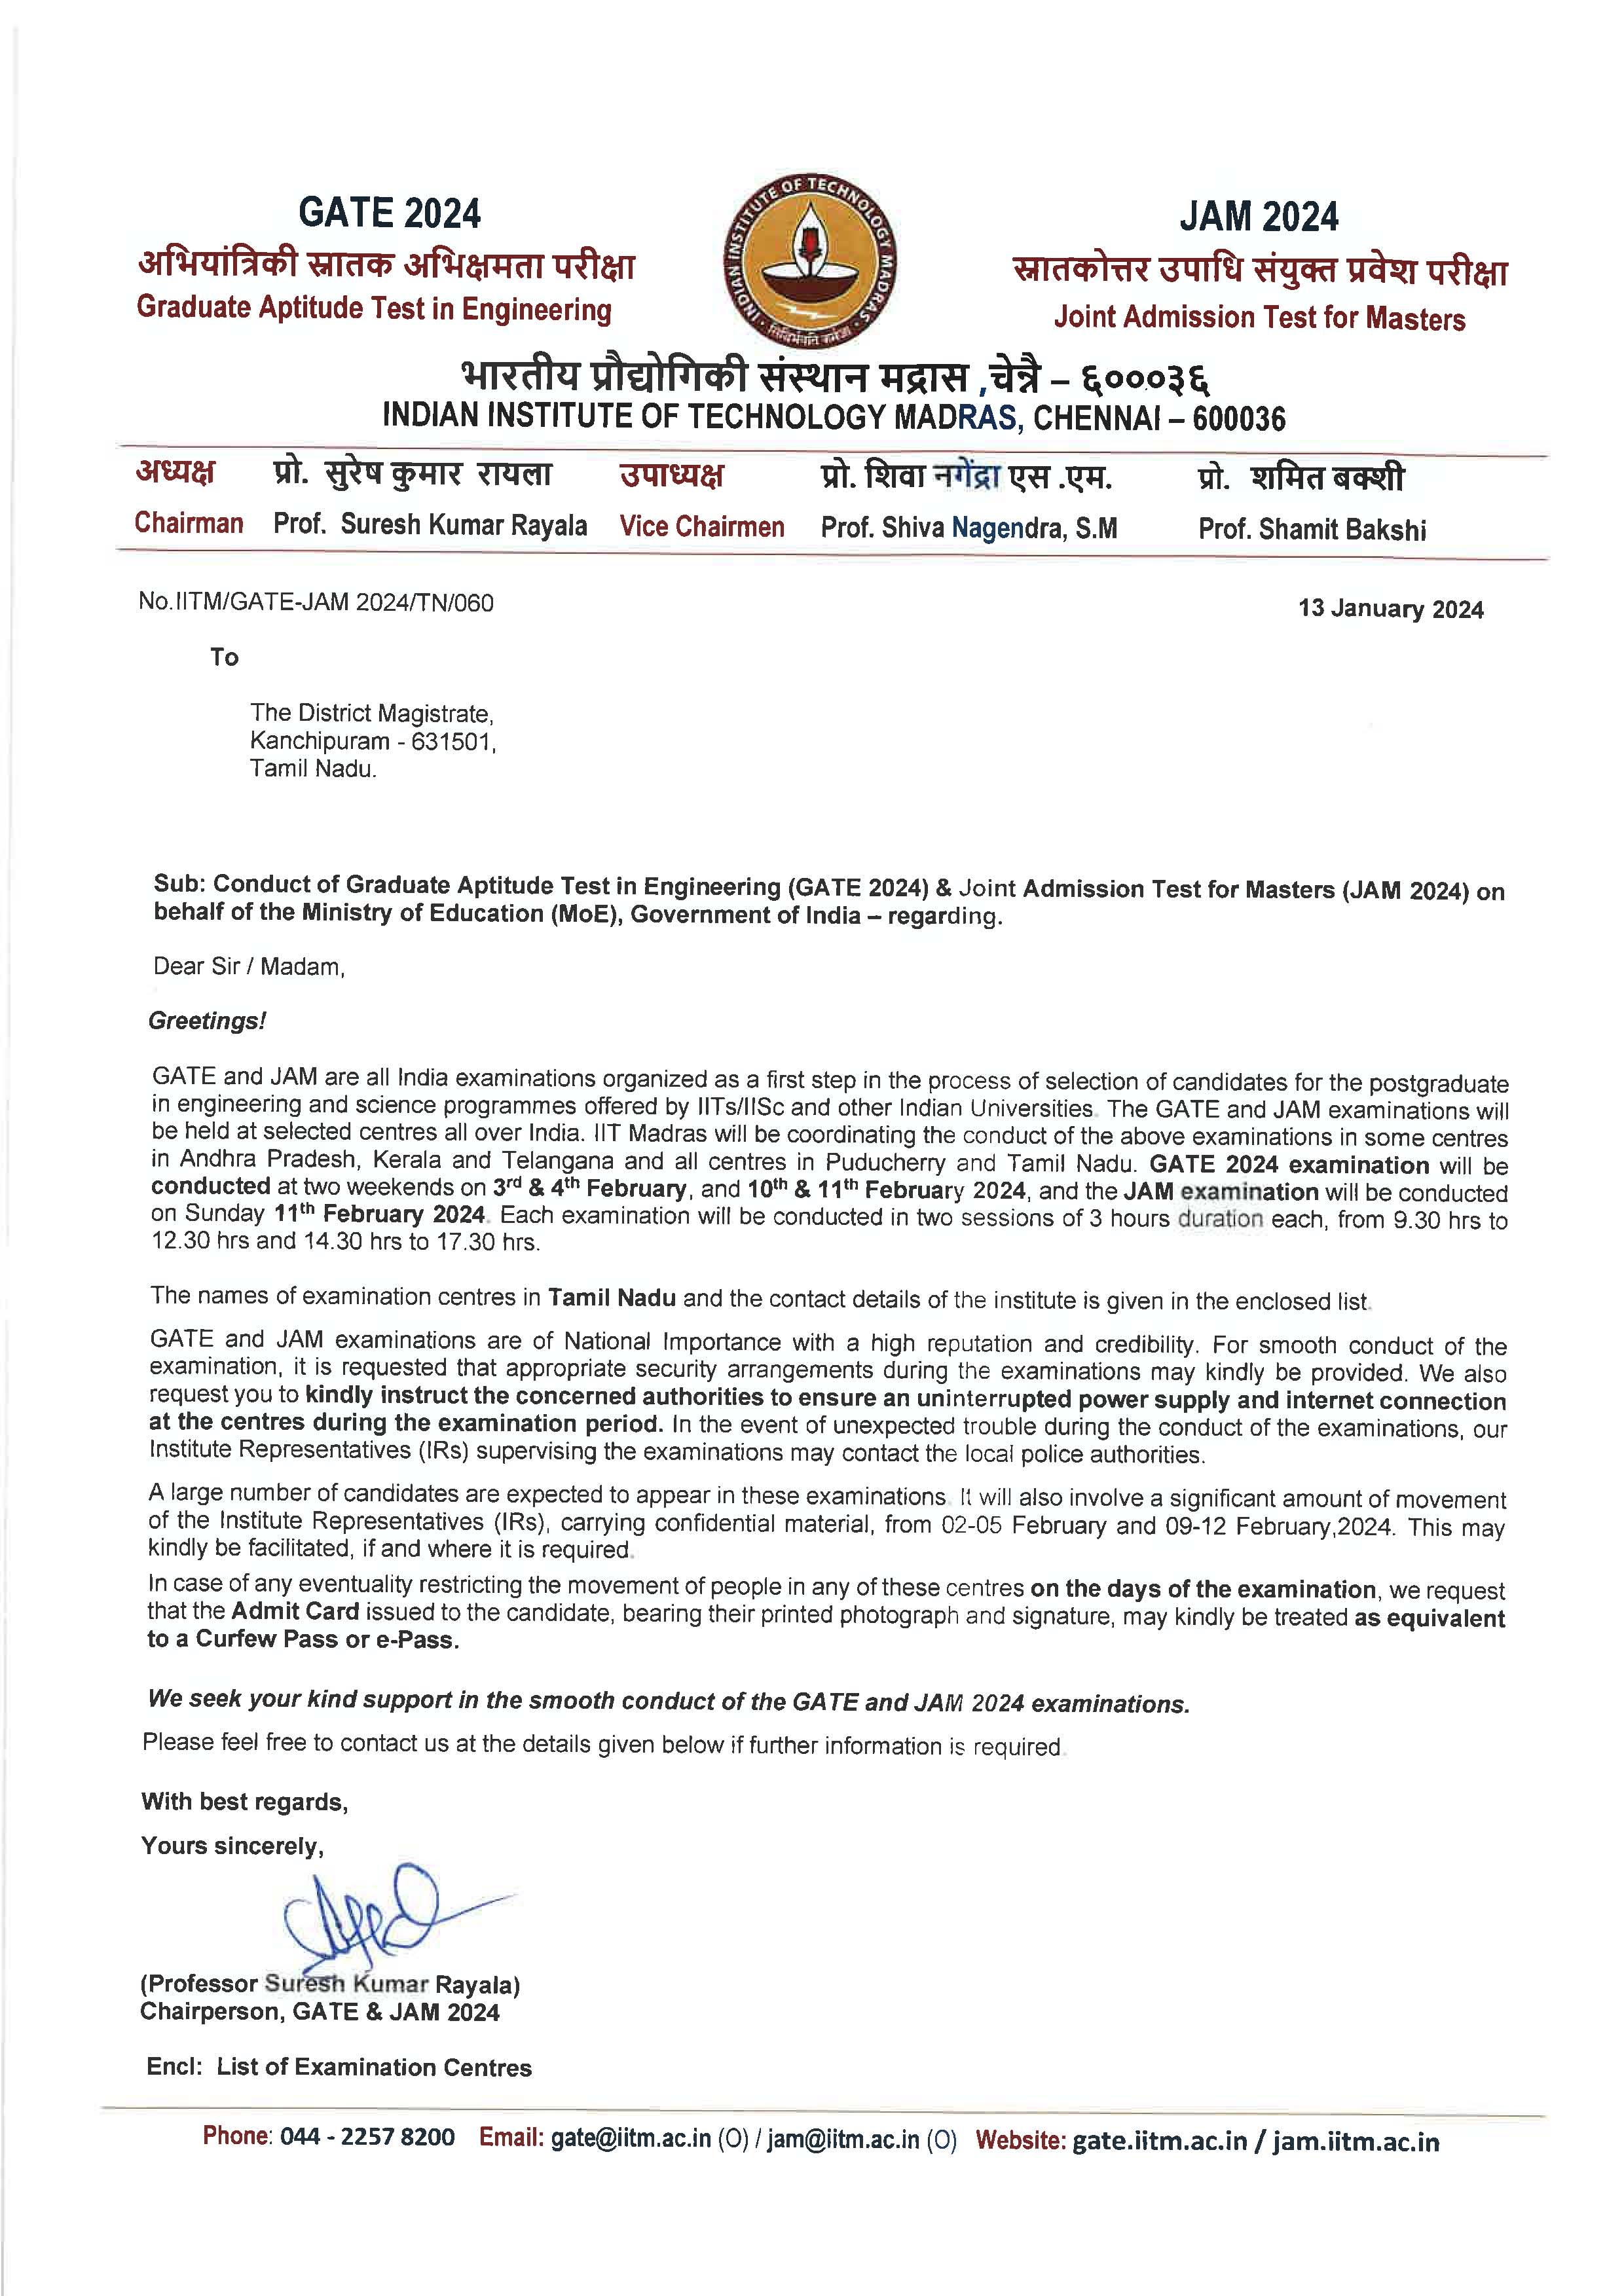 GATE 2024
अभियांत्रिकी स्नातक अभिक्षमता परीक्षा
Graduate Aptitude Test in Engineering
INDIAN INSTITUTE OF TECHNOLOGY MADRAS
JAM 2024
स्नातकोत्तर उपाधि संयुक्त प्रवेश परीक्षा
Joint Admission Test for Masters
भारतीय प्रौद्योगिकी संस्थान मद्रास ,चेन्नै – ६०००३६
INDIAN INSTITUTE OF TECHNOLOGY MADRAS, CHENNAI – 600036
अध्यक्ष प्रो. सुरेष कुमार रायला उपाध्यक्ष प्रो. शिवा नगेंद्रा एस .एम. प्रो. शमित बक्शी
Chairman Prof. Suresh Kumar Rayala Vice Chairmen Prof. Shiva Nagendra, S.M Prof. Shamit Bakshi
No.IITM/GATE-JAM 2024/TN/060 13 January 2024
To
The District Magistrate,
Kanchipuram - 631501,
Tamil Nadu.
Sub: Conduct of Graduate Aptitude Test in Engineering (GATE 2024) & Joint Admission Test for Masters (JAM 2024) on
behalf of the Ministry of Education (MoE), Government of India – regarding.
Dear Sir / Madam,
Greetings!
GATE and JAM are all India examinations organized as a first step in the process of selection of candidates for the postgraduate
in engineering and science programmes offered by IITs/IISc and other Indian Universities. The GATE and JAM examinations will
be held at selected centres all over India. IIT Madras will be coordinating the conduct of the above examinations in some centres
in Andhra Pradesh, Kerala and Telangana and all centres in Puducherry and Tamil Nadu. GATE 2024 examination will be
conducted at two weekends on 3rd & 4th February, and 10th & 11th February 2024, and the JAM examination will be conducted
on Sunday 11th February 2024. Each examination will be conducted in two sessions of 3 hours duration each, from 9.30 hrs to
12.30 hrs and 14.30 hrs to 17.30 hrs.
The names of examination centres in Tamil Nadu and the contact details of the institute is given in the enclosed list.
GATE and JAM examinations are of National Importance with a high reputation and credibility. For smooth conduct of the
examination, it is requested that appropriate security arrangements during the examinations may kindly be provided. We also
request you to kindly instruct the concerned authorities to ensure an uninterrupted power supply and internet connection
at the centres during the examination period. In the event of unexpected trouble during the conduct of the examinations, our
Institute Representatives (IRs) supervising the examinations may contact the local police authorities.
A large number of candidates are expected to appear in these examinations. It will also involve a significant amount of movement
of the Institute Representatives (IRs), carrying confidential material, from 02-05 February and 09-12 February,2024. This may
kindly be facilitated, if and where it is required.
In case of any eventuality restricting the movement of people in any of these centres on the days of the examination, we request
that the Admit Card issued to the candidate, bearing their printed photograph and signature, may kindly be treated as equivalent
to a Curfew Pass or e-Pass.
We seek your kind support in the smooth conduct of the GATE and JAM 2024 examinations.
Please feel free to contact us at the details given below if further information is required.
With best regards,
Yours sincerely,
(Professor Suresh Kumar Rayala)
Chairperson, GATE & JAM 2024
Encl: List of Examination Centres
Phone: 044 - 2257 8200 Email: gate@iitm.ac.in (O) / jam@iitm.ac.in (O) Website: gate.iitm.ac.in / jam.iitm.ac.in